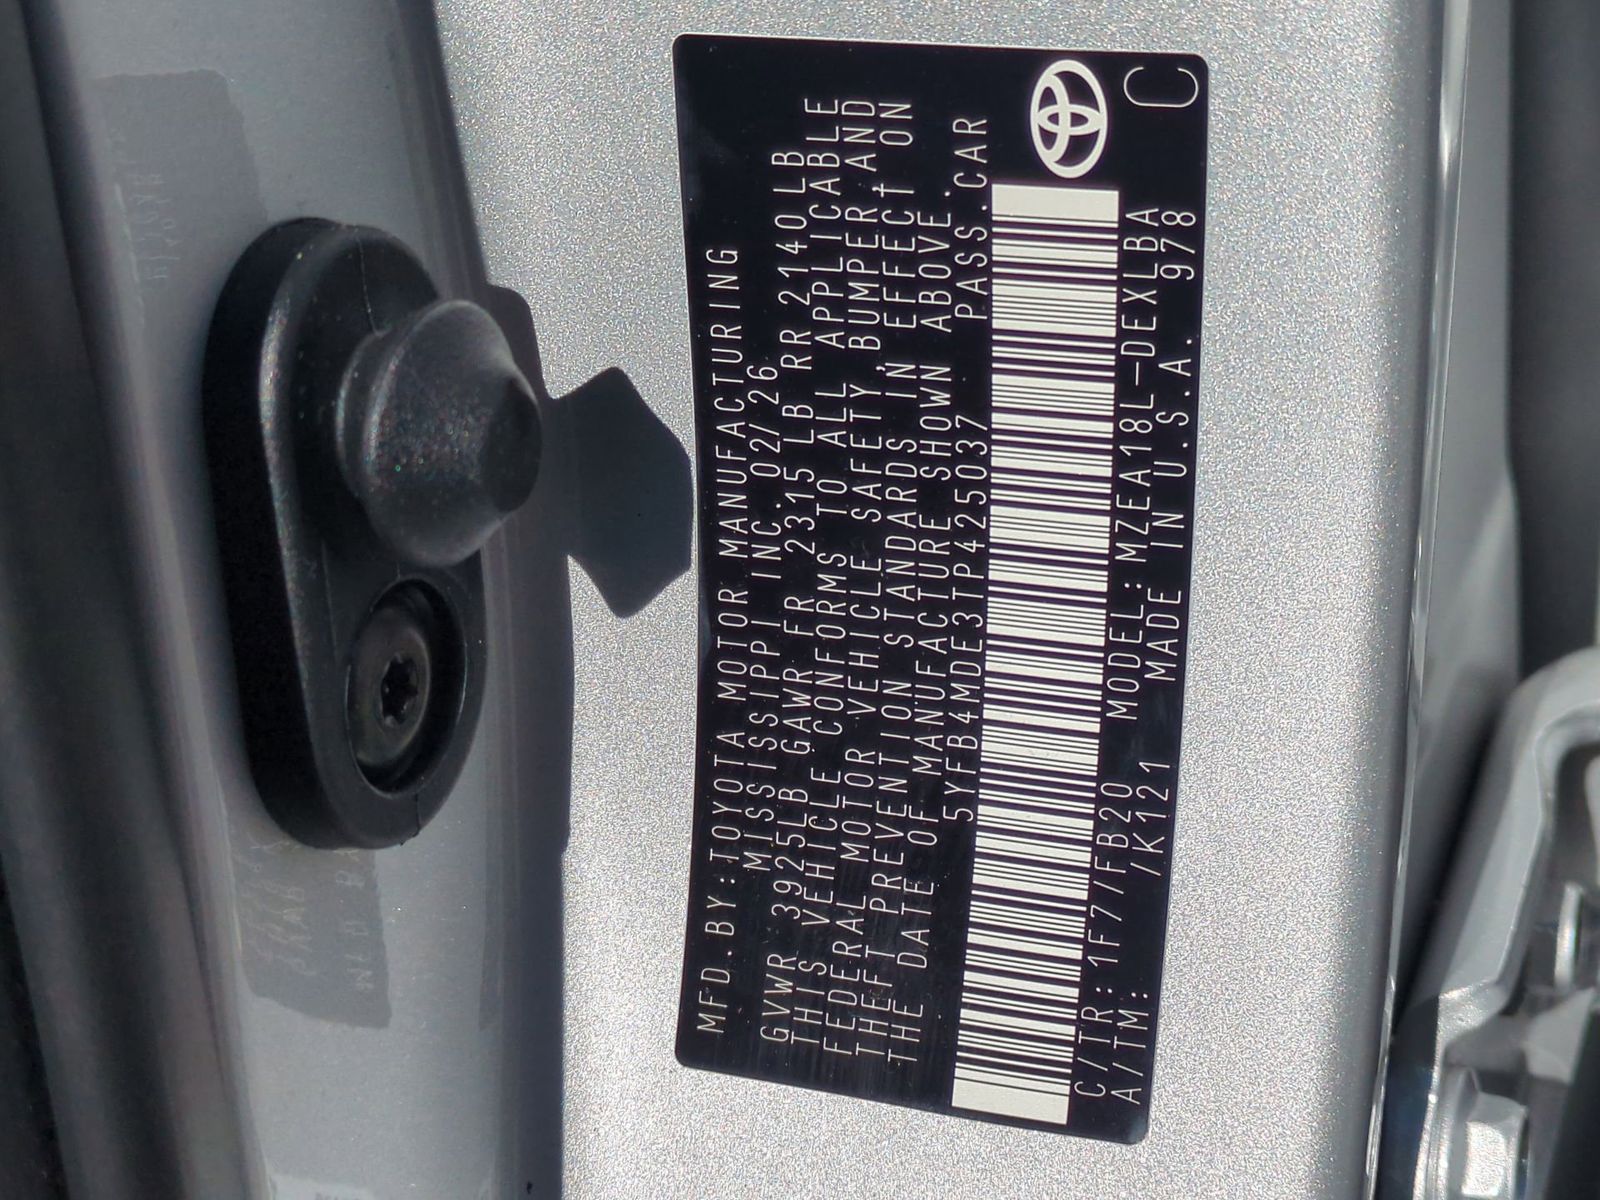 MFD.BY:TOYOTA MOTOR MANUFACTURING
MISSISSIPPI INC. 02/26
GVWR 3925LB GAWR FR 2315 LB RR 2140LB
THIS VEHICLE CONFORMS TO ALL APPLICABLE
FEDERAL MOTOR VEHICLE SAFETY, BUMPER, AND
THEFT PREVENTION STANDARDS IN EFFECT ON
THE DATE OF MANUFACTURE SHOWN ABOVE.
5YFB4MDE3TP425037 PASS.CAR
C/TR:1F7/FB20 MODEL:MZEA18L-DEXLBA
A/TM: /K121 MADE IN U.S.A. 978
C